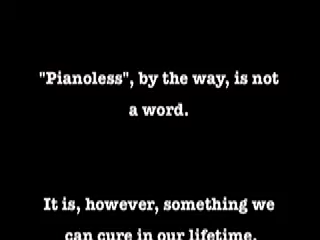 "Pianoless", by the way, is not
a word.
It is, however, something we
can cure in our lifetime.